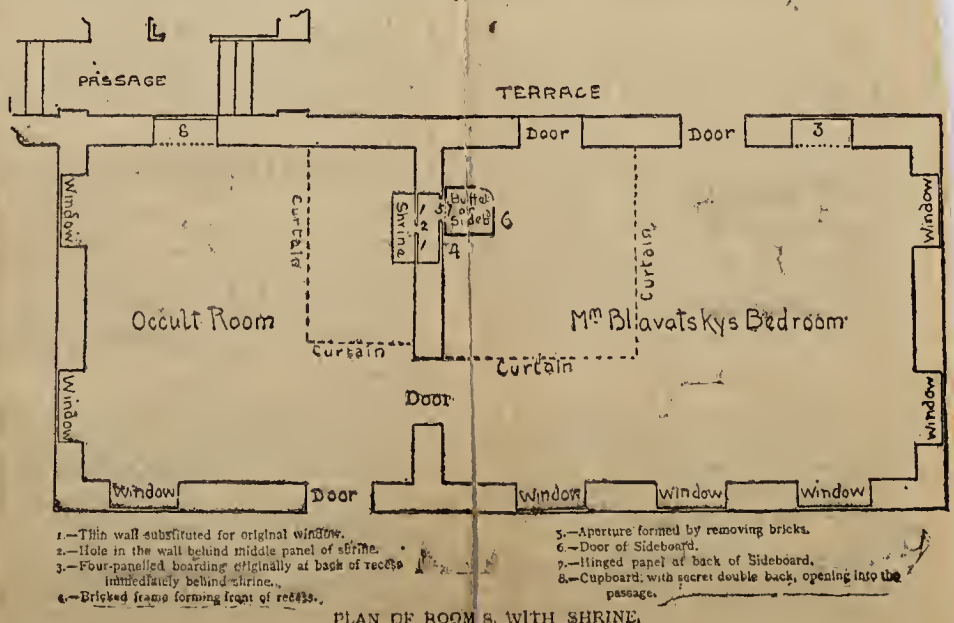 PASSAGE
TERRACE
8
Door
Door
3
Window
Curtain
Shrine
1
2
1
5
7
Buffet
or
Sideb
6
4
Curtain
Window
Occult Room
Mm Blavatskys Bedroom
Curtain
Curtain
Door
Window
Window
Window
Door
Window
Window
Window
1.—Thin wall substituted for original window.
2.—Hole in the wall behind middle panel of shrine.
3.—Four-panelled boarding originally at back of recess
immediately behind shrine.
4.—Bricked frame forming front of recess.
5.—Aperture formed by removing bricks.
6.—Door of Sideboard.
7.—Hinged panel at back of Sideboard.
8.—Cupboard, with secret double back, opening into the
passage.
PLAN OF ROOMS, WITH SHRINE.